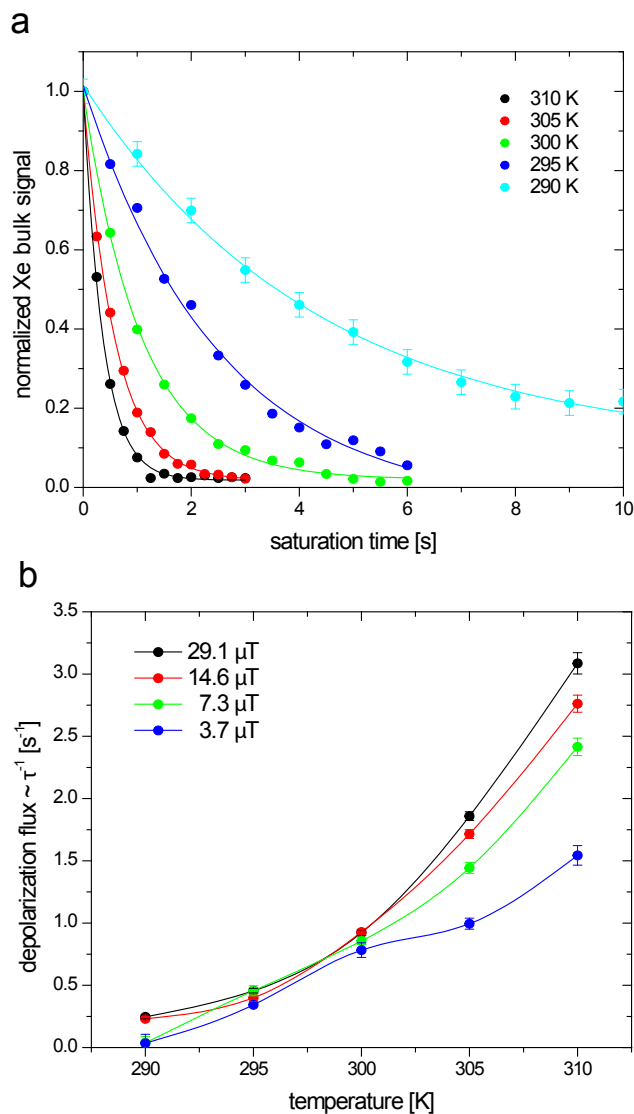 a
normalized Xe bulk signal
1.0
0.8
0.6
0.4
0.2
0.0
310 K
305 K
300 K
295 K
290 K
0 2 4 6 8 10
saturation time [s]
b
depolarization flux ~ τ⁻¹ [s⁻¹]
3.5
3.0
2.5
2.0
1.5
1.0
0.5
0.0
29.1 µT
14.6 µT
7.3 µT
3.7 µT
290 295 300 305 310
temperature [K]